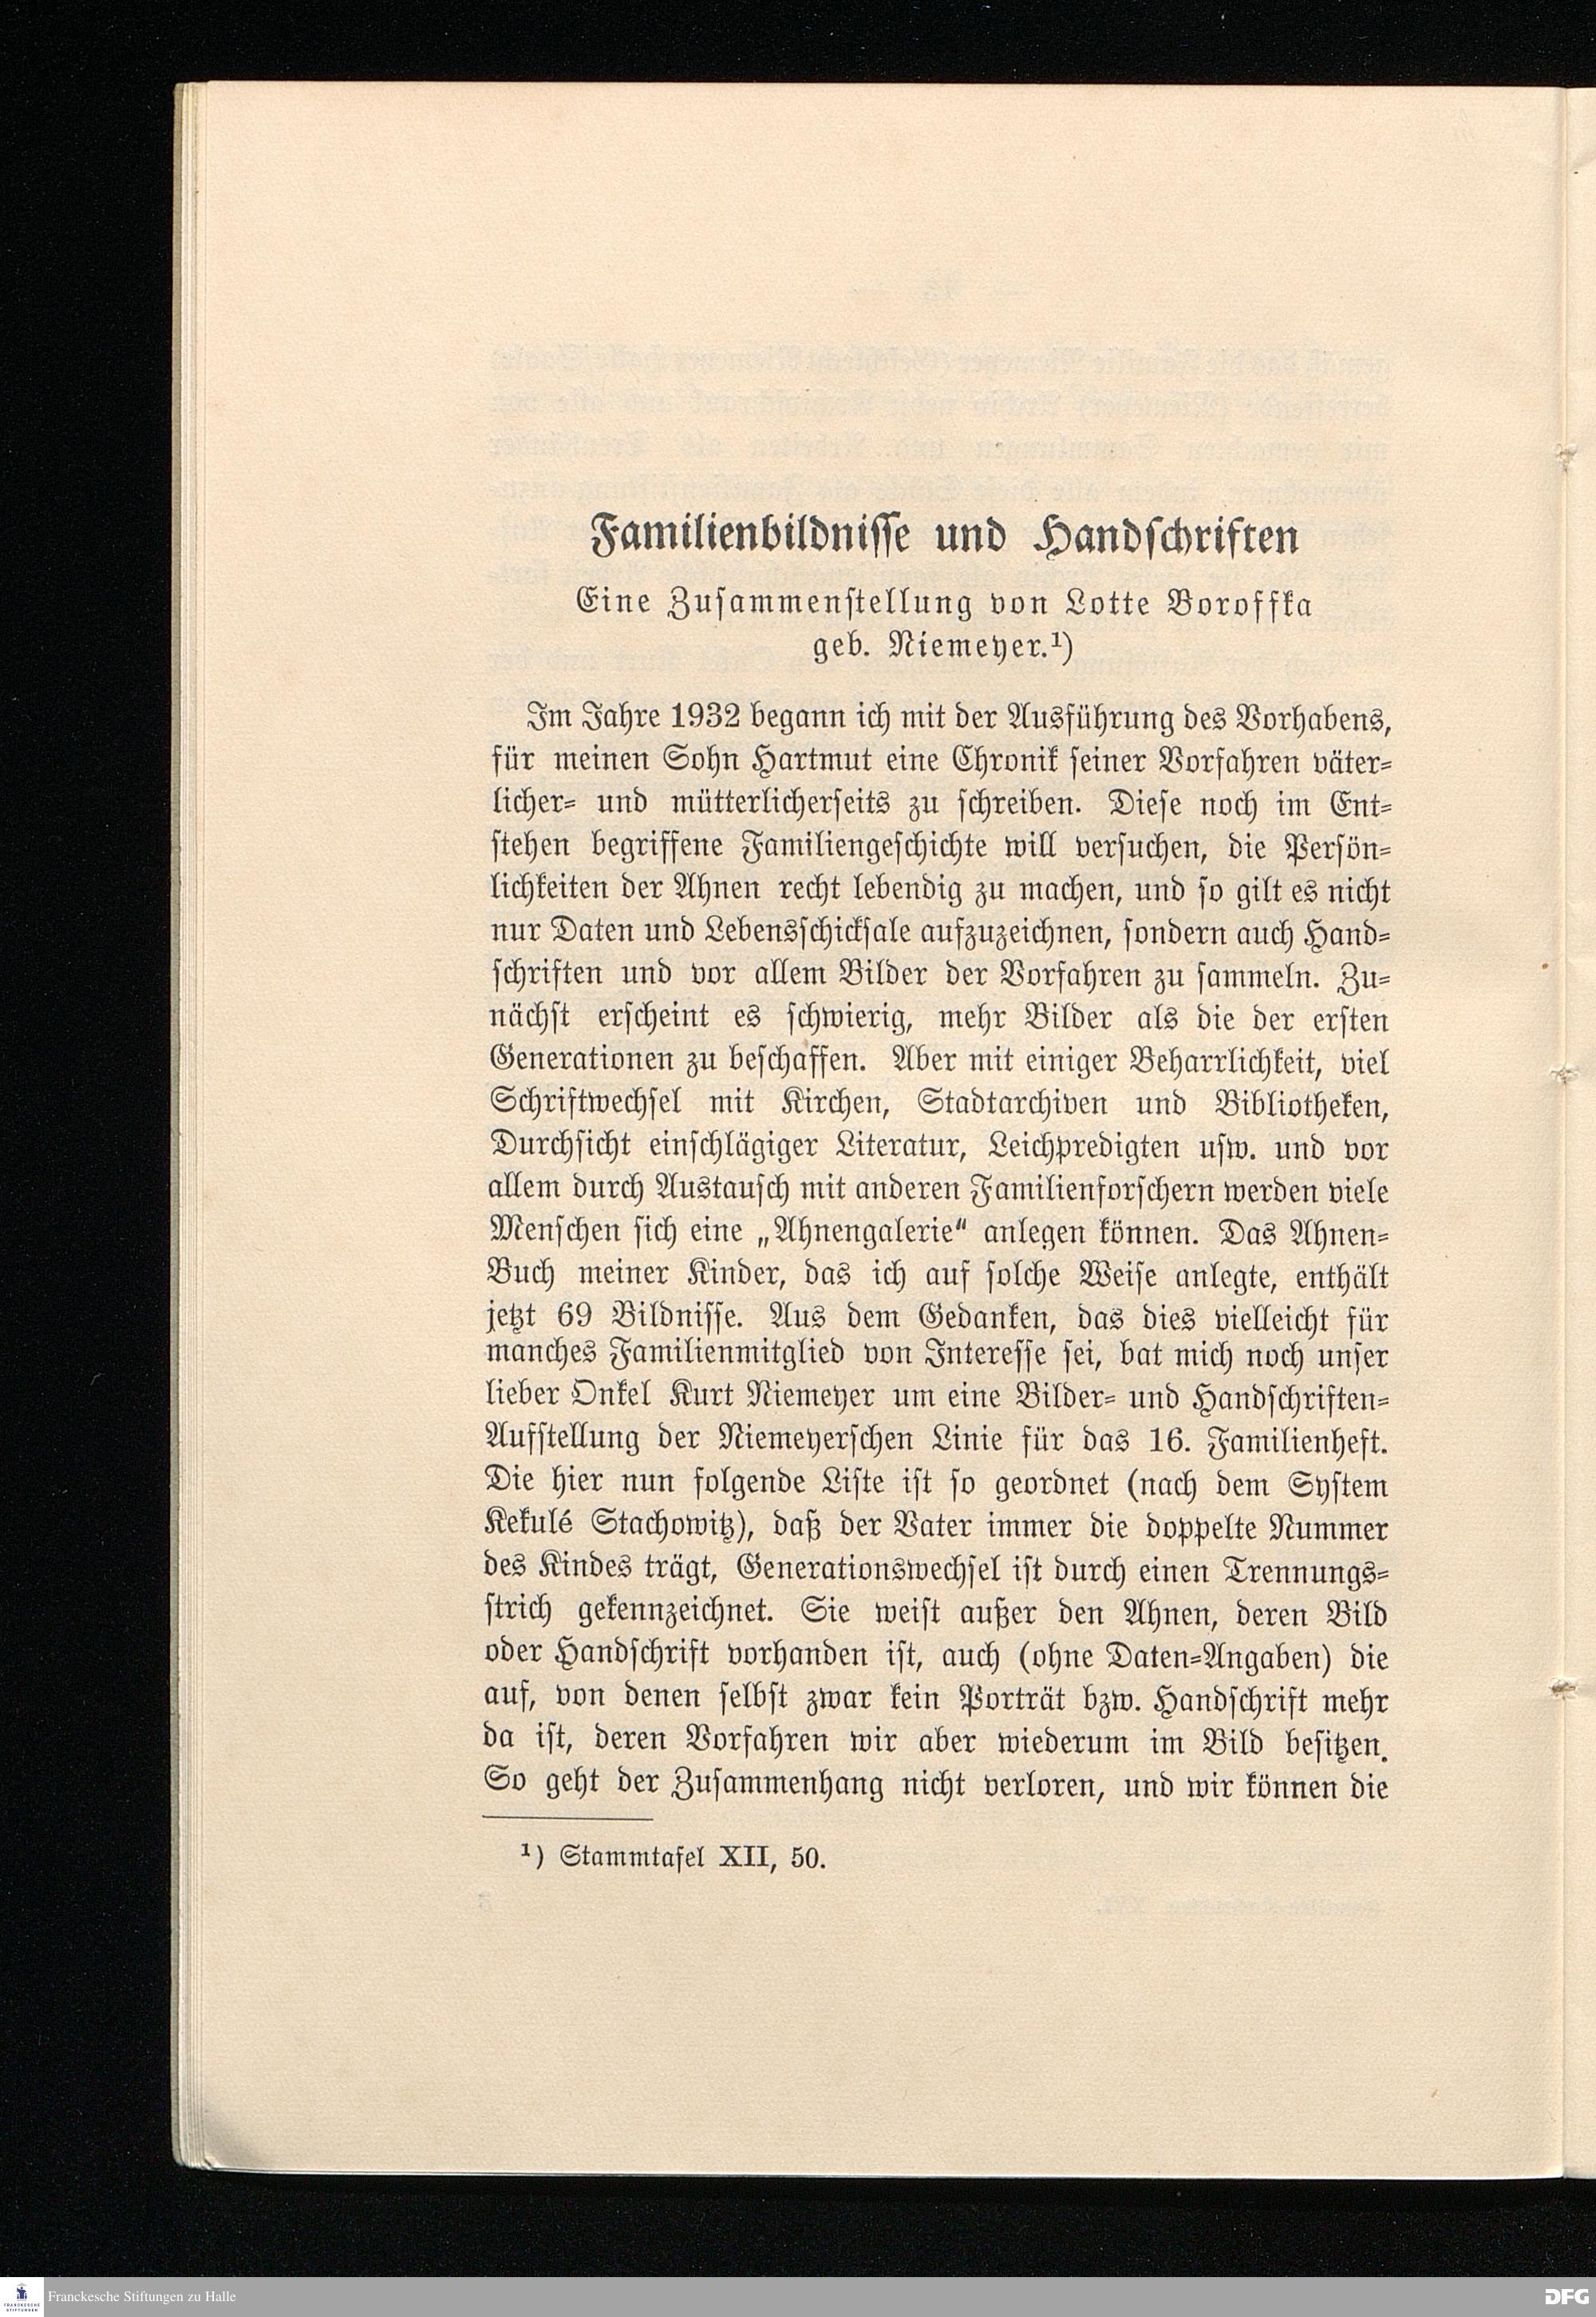 Familienbildnisse und Handschriften
Eine Zusammenstellung von Lotte Boroffka
geb. Niemeyer.¹)
Im Jahre 1932 begann ich mit der Ausführung des Vorhabens,
für meinen Sohn Hartmut eine Chronik seiner Vorfahren väter-
licher- und mütterlicherseits zu schreiben. Diese noch im Ent-
stehen begriffene Familiengeschichte will versuchen, die Persön-
lichkeiten der Ahnen recht lebendig zu machen, und so gilt es nicht
nur Daten und Lebensschicksale aufzuzeichnen, sondern auch Hand-
schriften und vor allem Bilder der Vorfahren zu sammeln. Zu-
nächst erscheint es schwierig, mehr Bilder als die der ersten
Generationen zu beschaffen. Aber mit einiger Beharrlichkeit, viel
Schriftwechsel mit Kirchen, Stadtarchiven und Bibliotheken,
Durchsicht einschlägiger Literatur, Leichpredigten usw. und vor
allem durch Austausch mit anderen Familienforschern werden viele
Menschen sich eine „Ahnengalerie“ anlegen können. Das Ahnen-
Buch meiner Kinder, das ich auf solche Weise anlegte, enthält
jetzt 69 Bildnisse. Aus dem Gedanken, das dies vielleicht für
manches Familienmitglied von Interesse sei, bat mich noch unser
lieber Onkel Kurt Niemeyer um eine Bilder- und Handschriften-
Aufstellung der Niemeyerschen Linie für das 16. Familienheft.
Die hier nun folgende Liste ist so geordnet (nach dem System
Kekulé Stachowitz), daß der Vater immer die doppelte Nummer
des Kindes trägt, Generationswechsel ist durch einen Trennungs-
strich gekennzeichnet. Sie weist außer den Ahnen, deren Bild
oder Handschrift vorhanden ist, auch (ohne Daten-Angaben) die
auf, von denen selbst zwar kein Porträt bzw. Handschrift mehr
da ist, deren Vorfahren wir aber wiederum im Bild besitzen.
So geht der Zusammenhang nicht verloren, und wir können die
¹) Stammtafel XII, 50.
FRANCKESCHE
STIFTUNGEN
Franckesche Stiftungen zu Halle
DFG